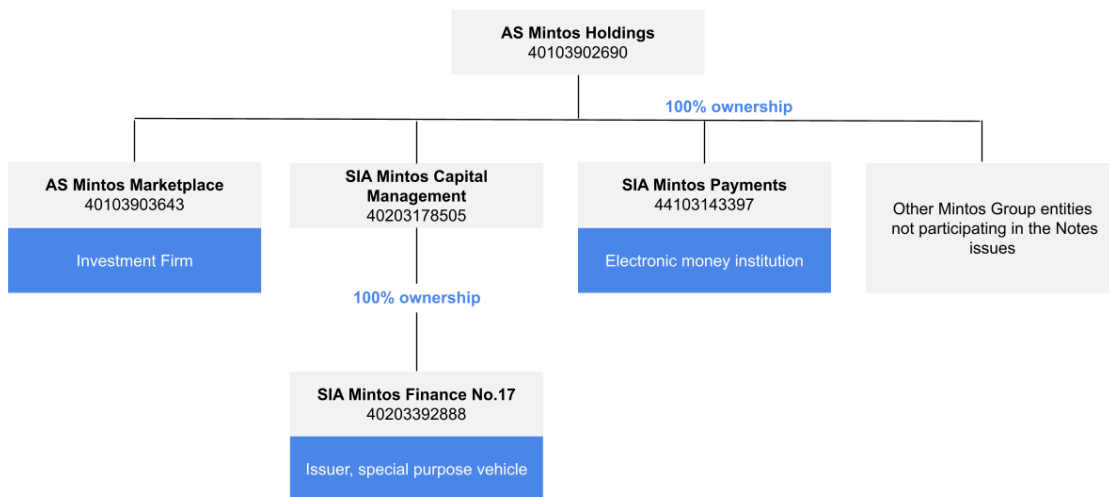 AS Mintos Holdings
40103902690
100% ownership
AS Mintos Marketplace
40103903643
Investment Firm
SIA Mintos Capital
Management
40203178505
SIA Mintos Payments
44103143397
Electronic money institution
Other Mintos Group entities
not participating in the Notes
issues
100% ownership
SIA Mintos Finance No.17
40203392888
Issuer, special purpose vehicle